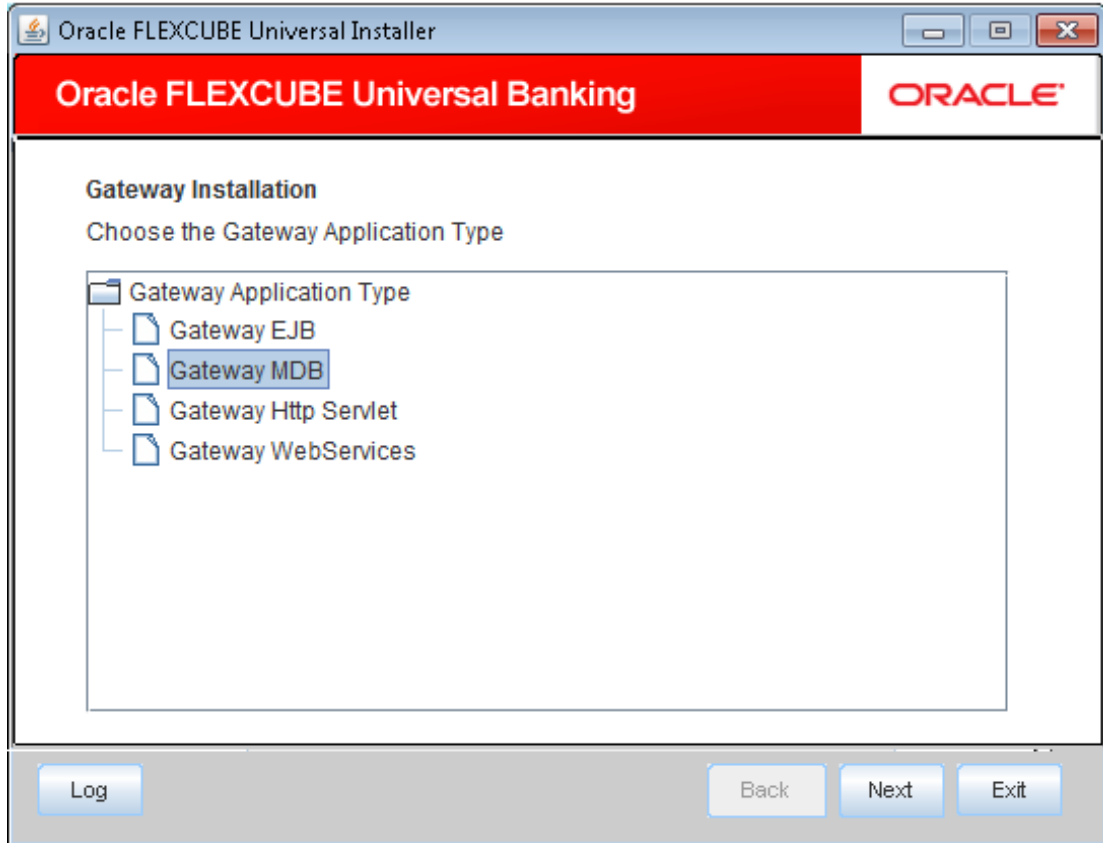 Oracle FLEXCUBE Universal Installer
Oracle FLEXCUBE Universal Banking
ORACLE
Gateway Installation
Choose the Gateway Application Type
Gateway Application Type
Gateway EJB
Gateway MDB
Gateway Http Servlet
Gateway WebServices
Log Back Next Exit